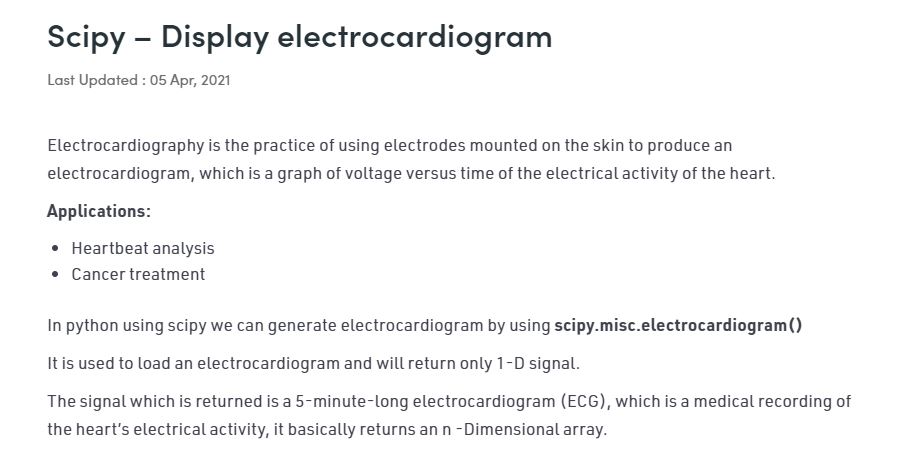 Scipy – Display electrocardiogram
Last Updated : 05 Apr, 2021
Electrocardiography is the practice of using electrodes mounted on the skin to produce an
electrocardiogram, which is a graph of voltage versus time of the electrical activity of the heart.
Applications:
• Heartbeat analysis
• Cancer treatment
In python using scipy we can generate electrocardiogram by using scipy.misc.electrocardiogram()
It is used to load an electrocardiogram and will return only 1-D signal.
The signal which is returned is a 5-minute-long electrocardiogram (ECG), which is a medical recording of
the heart’s electrical activity, it basically returns an n -Dimensional array.